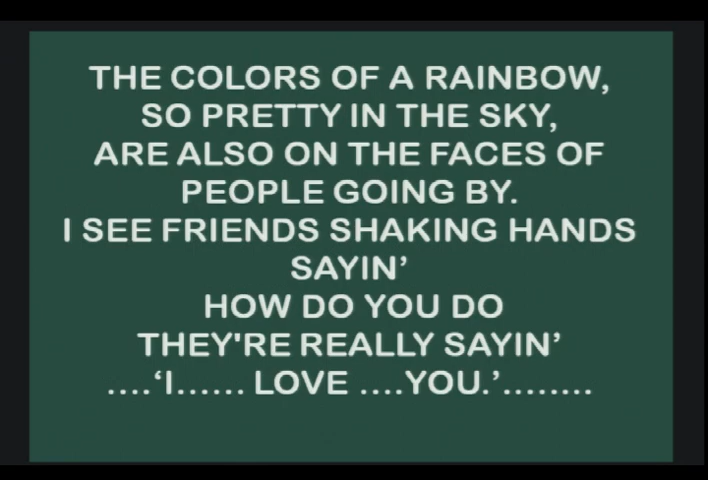 THE COLORS OF A RAINBOW,
SO PRETTY IN THE SKY,
ARE ALSO ON THE FACES OF
PEOPLE GOING BY.
I SEE FRIENDS SHAKING HANDS
SAYIN’
HOW DO YOU DO
THEY'RE REALLY SAYIN’
....‘I...... LOVE ....YOU.’........